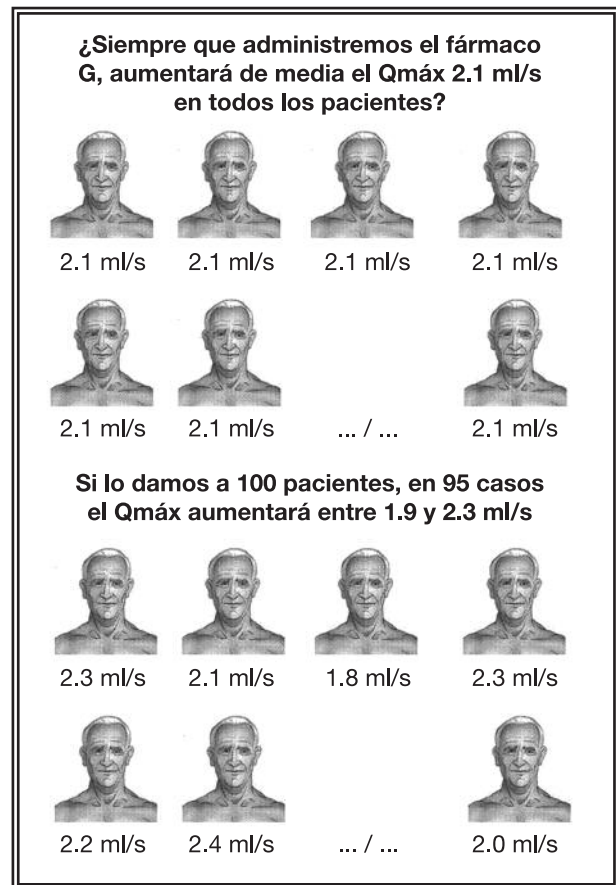 ¿Siempre que administremos el fármaco
G, aumentará de media el Qmáx 2.1 ml/s
en todos los pacientes?
2.1 ml/s 2.1 ml/s 2.1 ml/s 2.1 ml/s
2.1 ml/s 2.1 ml/s ... / ... 2.1 ml/s
Si lo damos a 100 pacientes, en 95 casos
el Qmáx aumentará entre 1.9 y 2.3 ml/s
2.3 ml/s 2.1 ml/s 1.8 ml/s 2.3 ml/s
2.2 ml/s 2.4 ml/s ... / ... 2.0 ml/s